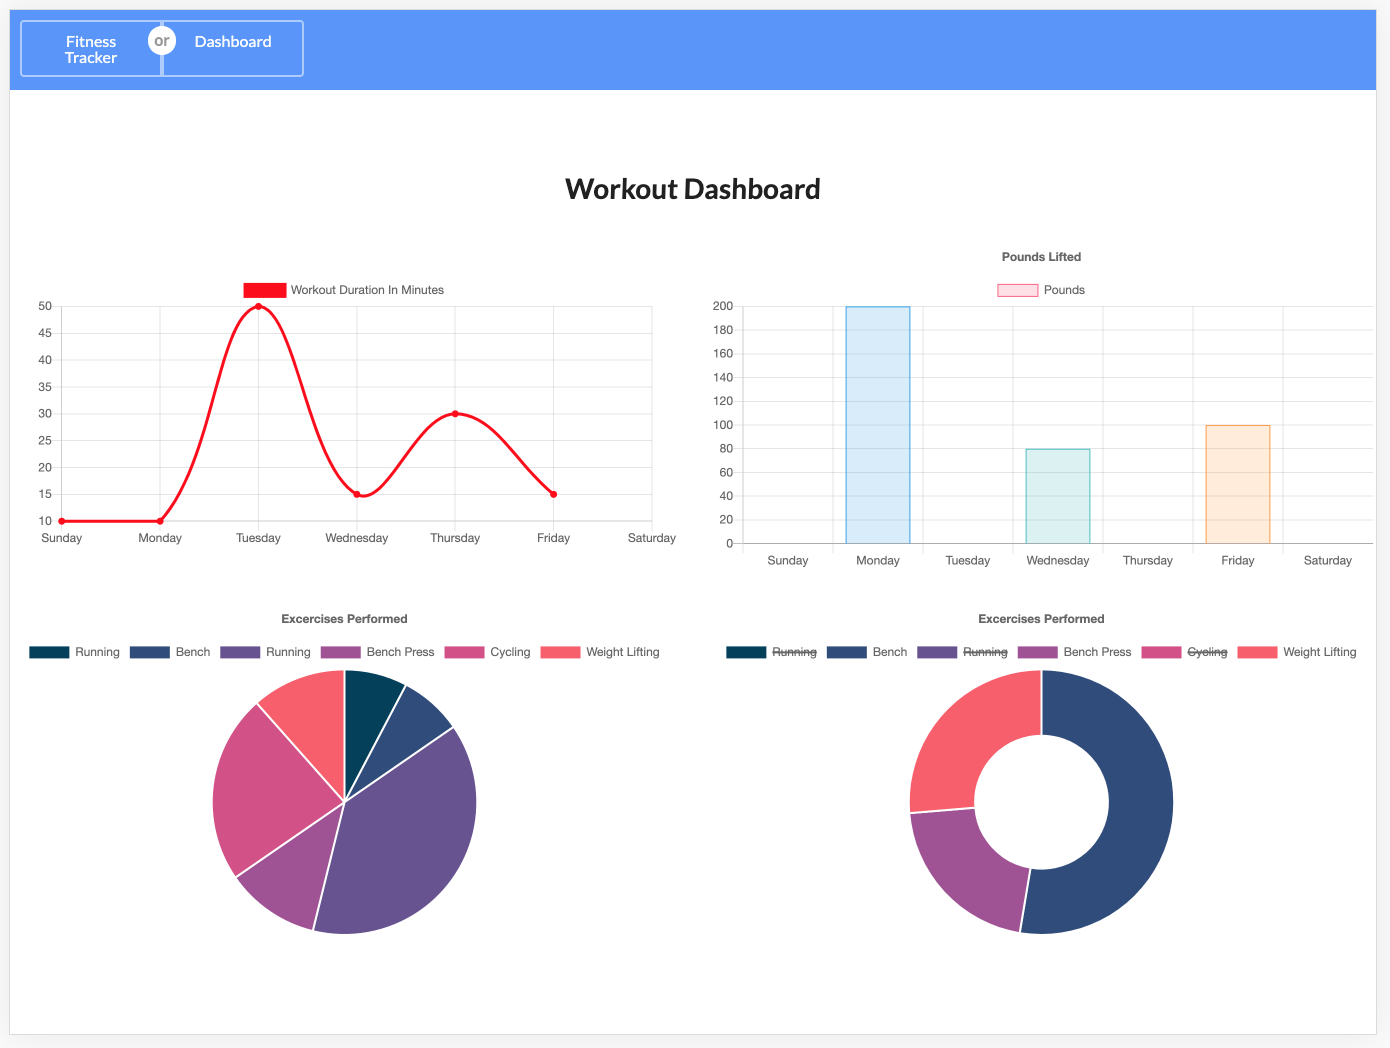 Fitness
Tracker
or
Dashboard
Workout Dashboard
Workout Duration In Minutes
50
45
40
35
30
25
20
15
10
Sunday Monday Tuesday Wednesday Thursday Friday Saturday
Pounds Lifted
Pounds
200
180
160
140
120
100
80
60
40
20
0
Sunday Monday Tuesday Wednesday Thursday Friday Saturday
Excercises Performed
Running Bench Running Bench Press Cycling Weight Lifting
Excercises Performed
Running Bench Running Bench Press Cycling Weight Lifting